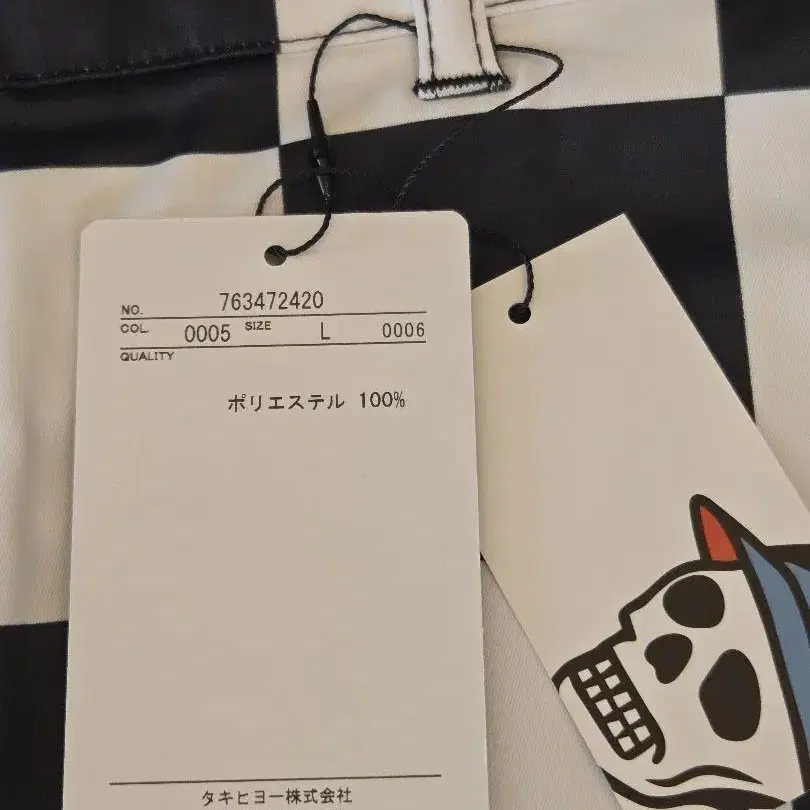 NO. 763472420
COL. 0005 SIZE L 0006
QUALITY
ポリエステル 100%
タキヒヨー株式会社